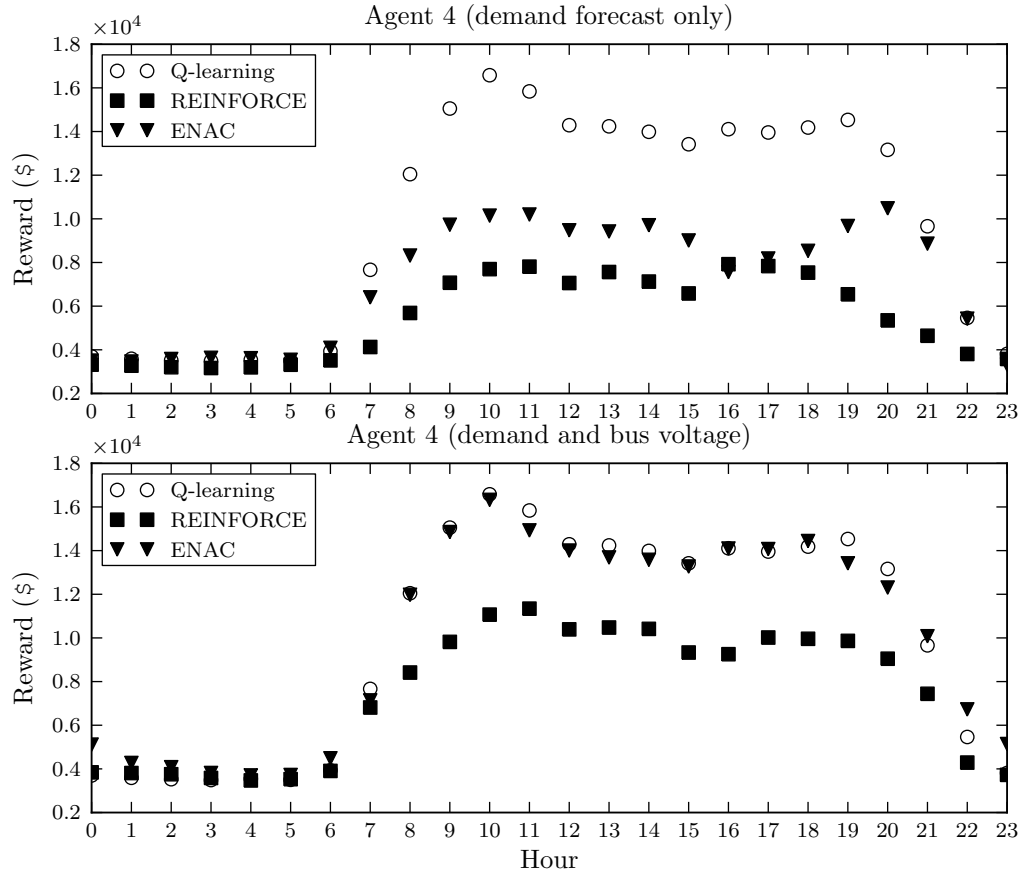 Agent 4 (demand forecast only)
×10⁴
1.8
1.6
1.4
1.2
1.0
0.8
0.6
0.4
0.2
Reward ($)
Q-learning
REINFORCE
ENAC
0 1 2 3 4 5 6 7 8 9 10 11 12 13 14 15 16 17 18 19 20 21 22 23
Agent 4 (demand and bus voltage)
×10⁴
1.8
1.6
1.4
1.2
1.0
0.8
0.6
0.4
0.2
Reward ($)
Q-learning
REINFORCE
ENAC
0 1 2 3 4 5 6 7 8 9 10 11 12 13 14 15 16 17 18 19 20 21 22 23
Hour